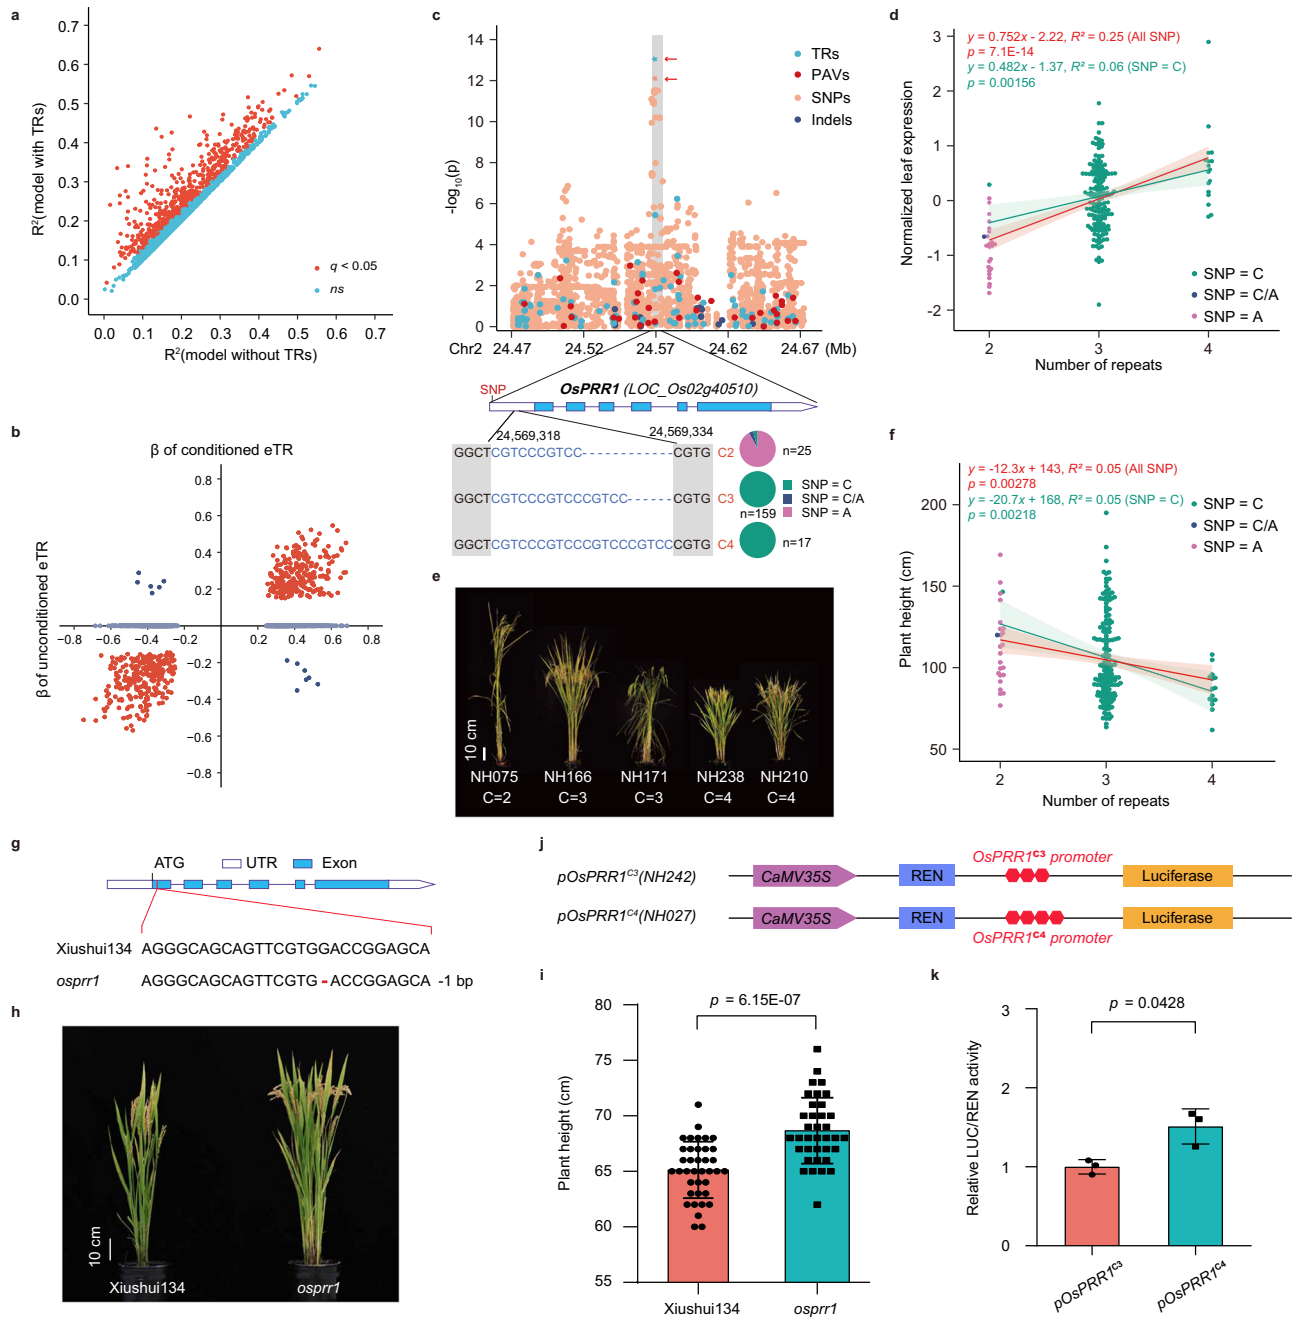 a
0.7
0.6
0.5
0.4
0.3
0.2
0.1
0.0
R²(model with TRs)
q < 0.05
ns
0.0 0.1 0.2 0.3 0.4 0.5 0.6 0.7
R²(model without TRs)
b
β of conditioned eTR
β of unconditioned eTR
0.8
0.6
0.4
0.2
−0.8 −0.6 −0.4 −0.2 0.2 0.4 0.6 0.8
−0.2
−0.4
−0.6
−0.8
c
14
12
10
8
6
4
2
0
-log₁₀(p)
TRs
PAVs
SNPs
Indels
Chr2 24.47 24.52 24.57 24.62 24.67 (Mb)
SNP
OsPRR1 (LOC_Os02g40510)
24,569,318 24,569,334
GGCTCGTCCCGTCC----------CGTG C2 n=25
GGCTCGTCCCGTCCCGTCC-----CGTG C3 n=159
GGCTCGTCCCGTCCCGTCCCGTCCCGTG C4 n=17
SNP = C
SNP = C/A
SNP = A
d
y = 0.752x - 2.22, R² = 0.25 (All SNP)
p = 7.1E-14
y = 0.482x - 1.37, R² = 0.06 (SNP = C)
p = 0.00156
3
2
1
0
-1
-2
Normalized leaf expression
SNP = C
SNP = C/A
SNP = A
2 3 4
Number of repeats
e
10 cm
NH075 NH166 NH171 NH238 NH210
C=2 C=3 C=3 C=4 C=4
f
y = -12.3x + 143, R² = 0.05 (All SNP)
p = 0.00278
y = -20.7x + 168, R² = 0.05 (SNP = C)
p = 0.00218
200
150
100
50
Plant height (cm)
SNP = C
SNP = C/A
SNP = A
2 3 4
Number of repeats
g
ATG UTR Exon
Xiushui134 AGGGCAGCAGTTCGTGGACCGGAGCA
osprr1 AGGGCAGCAGTTCGTG-ACCGGAGCA -1 bp
h
10 cm
Xiushui134 osprr1
i
p = 6.15E-07
80
75
70
65
60
55
Plant height (cm)
Xiushui134 osprr1
j
OsPRR1ᶜ³ promoter
pOsPRR1ᶜ³(NH242) CaMV35S REN Luciferase
pOsPRR1ᶜ⁴(NH027) CaMV35S REN Luciferase
OsPRR1ᶜ⁴ promoter
k
p = 0.0428
3
2
1
0
Relative LUC/REN activity
pOsPRR1ᶜ³ pOsPRR1ᶜ⁴